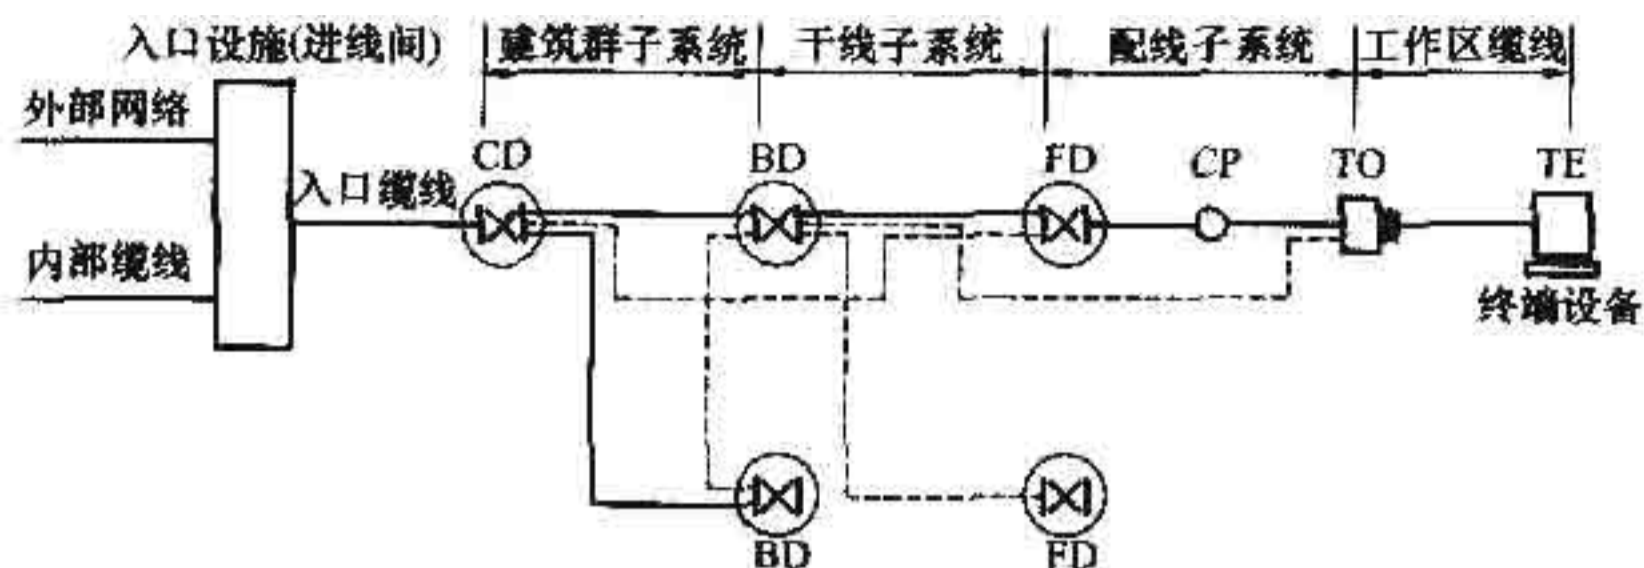 入口设施(进线间)
建筑群子系统
干线子系统
配线子系统
工作区缆线
外部网络
CD
BD
FD
CP
TO
TE
入口缆线
内部缆线
终端设备
BD
FD